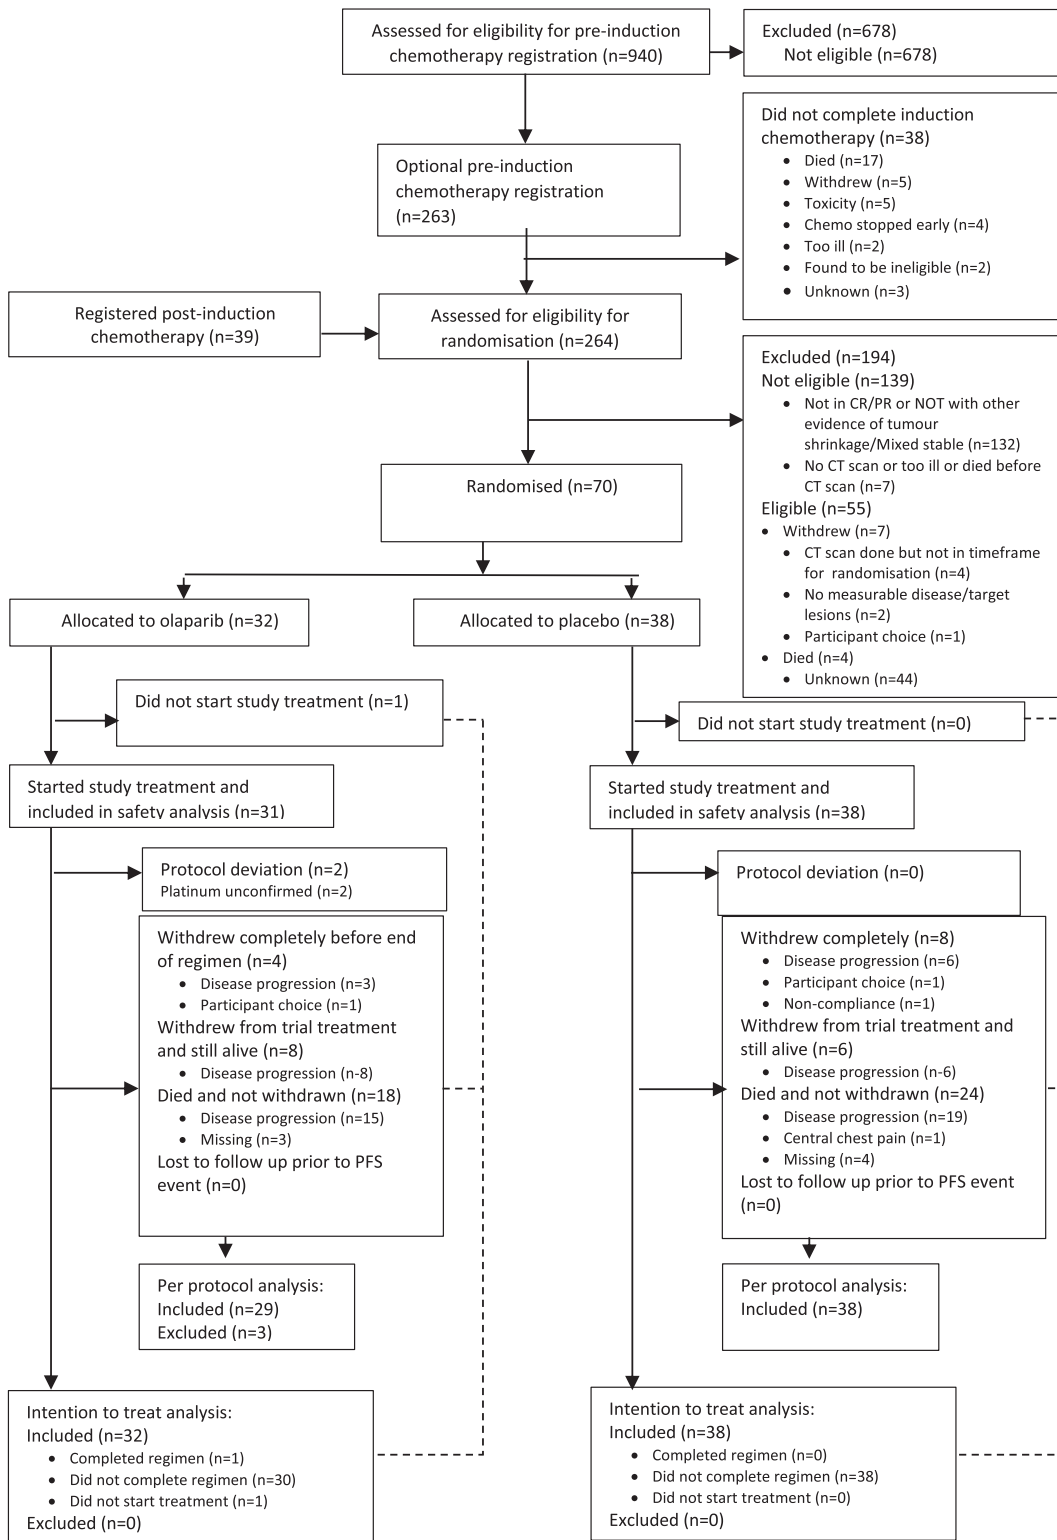 Assessed for eligibility for pre-induction
chemotherapy registration (n=940)
Excluded (n=678)
Not eligible (n=678)
Did not complete induction
chemotherapy (n=38)
• Died (n=17)
• Withdrew (n=5)
• Toxicity (n=5)
• Chemo stopped early (n=4)
• Too ill (n=2)
• Found to be ineligible (n=2)
• Unknown (n=3)
Optional pre-induction
chemotherapy registration
(n=263)
Registered post-induction
chemotherapy (n=39)
Assessed for eligibility for
randomisation (n=264)
Excluded (n=194)
Not eligible (n=139)
• Not in CR/PR or NOT with other
evidence of tumour
shrinkage/Mixed stable (n=132)
• No CT scan or too ill or died before
CT scan (n=7)
Eligible (n=55)
• Withdrew (n=7)
• CT scan done but not in timeframe
for randomisation (n=4)
• No measurable disease/target
lesions (n=2)
• Participant choice (n=1)
• Died (n=4)
• Unknown (n=44)
Randomised (n=70)
Allocated to olaparib (n=32)
Allocated to placebo (n=38)
Did not start study treatment (n=1)
Did not start study treatment (n=0)
Started study treatment and
included in safety analysis (n=31)
Started study treatment and
included in safety analysis (n=38)
Protocol deviation (n=2)
Platinum unconfirmed (n=2)
Protocol deviation (n=0)
Withdrew completely before end
of regimen (n=4)
• Disease progression (n=3)
• Participant choice (n=1)
Withdrew from trial treatment
and still alive (n=8)
• Disease progression (n-8)
Died and not withdrawn (n=18)
• Disease progression (n=15)
• Missing (n=3)
Lost to follow up prior to PFS
event (n=0)
Withdrew completely (n=8)
• Disease progression (n=6)
• Participant choice (n=1)
• Non-compliance (n=1)
Withdrew from trial treatment and
still alive (n=6)
• Disease progression (n-6)
Died and not withdrawn (n=24)
• Disease progression (n=19)
• Central chest pain (n=1)
• Missing (n=4)
Lost to follow up prior to PFS event
(n=0)
Per protocol analysis:
Included (n=29)
Excluded (n=3)
Per protocol analysis:
Included (n=38)
Intention to treat analysis:
Included (n=32)
• Completed regimen (n=1)
• Did not complete regimen (n=30)
• Did not start treatment (n=1)
Excluded (n=0)
Intention to treat analysis:
Included (n=38)
• Completed regimen (n=0)
• Did not complete regimen (n=38)
• Did not start treatment (n=0)
Excluded (n=0)